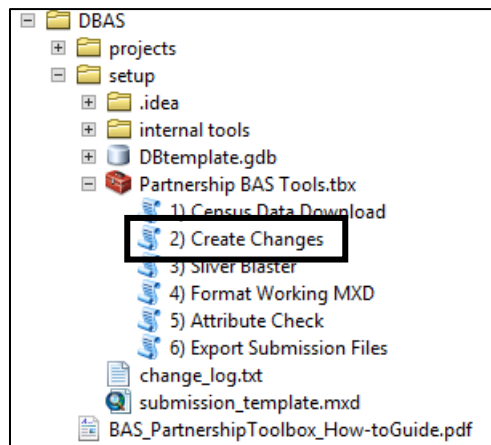 DBAS
projects
setup
.idea
internal tools
DBtemplate.gdb
Partnership BAS Tools.tbx
1) Census Data Download
2) Create Changes
3) Sliver Blaster
4) Format Working MXD
5) Attribute Check
6) Export Submission Files
change_log.txt
submission_template.mxd
BAS_PartnershipToolbox_How-toGuide.pdf